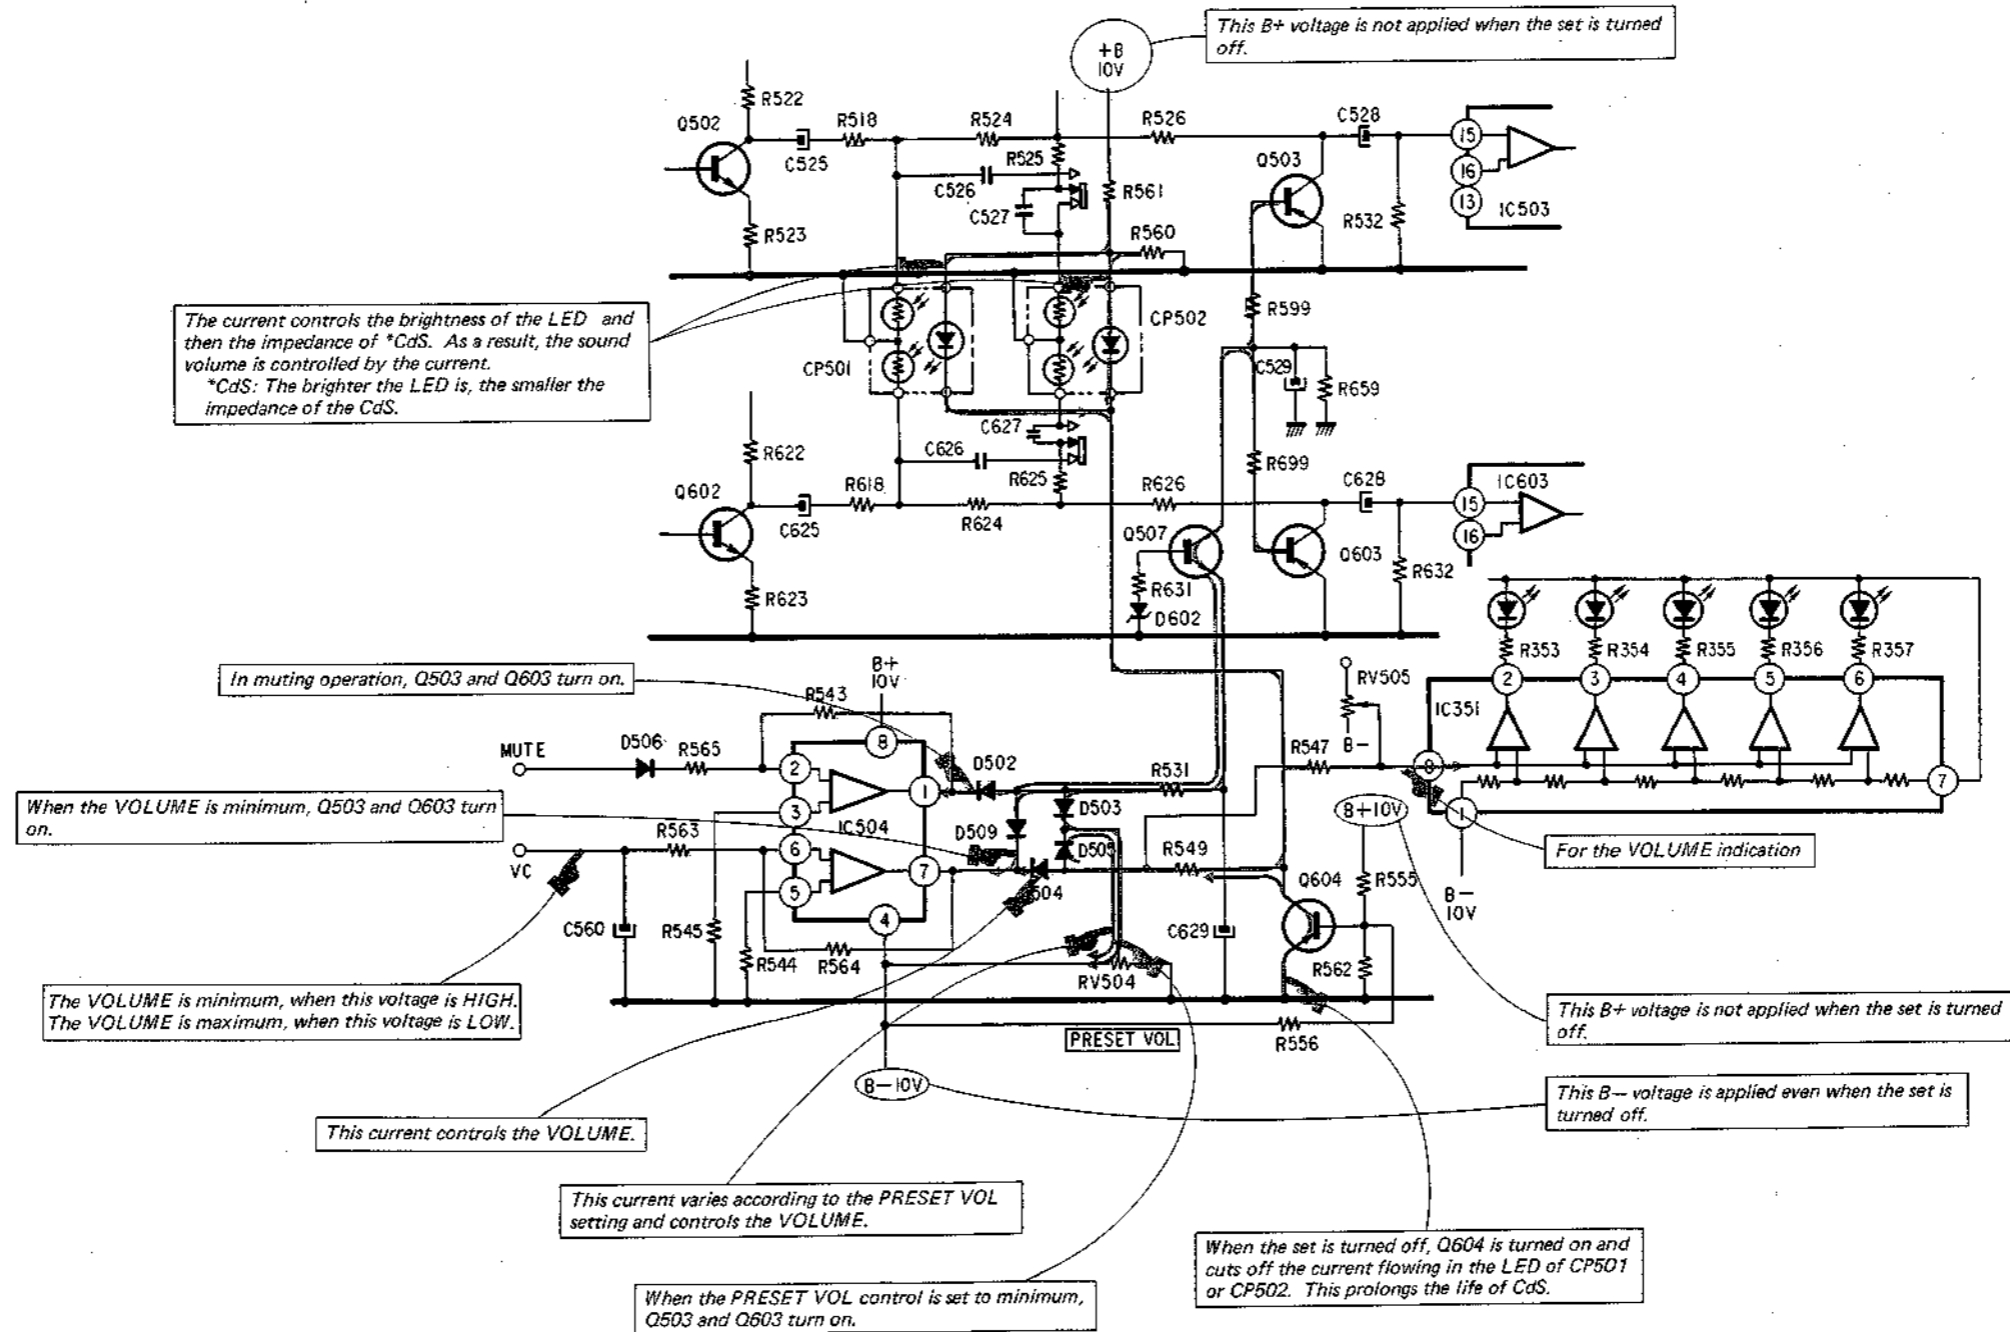 This B+ voltage is not applied when the set is turned
off.
+B
10V
R522
Q502
R518
R524
R526
C528
C525
R525
Q503
15
16
13
C526
C527
R561
R532
IC503
R523
R560
The current controls the brightness of the LED and
then the impedance of *CdS. As a result, the sound
volume is controlled by the current.
*CdS: The brighter the LED is, the smaller the
impedance of the CdS.
CP501
CP502
R599
C529
R659
C627
C626
R622
R625
R699
Q602
R618
R626
C628
IC603
15
16
C625
R624
Q507
Q603
R632
R631
D602
R623
In muting operation, Q503 and Q603 turn on.
B+
10V
R543
RV505
B-
R353
R354
R355
R356
R357
2
3
4
5
6
IC351
MUTE
D506
R565
8
D502
R531
R547
8
7
2
1
D503
B+10V
1
When the VOLUME is minimum, Q503 and Q603 turn
on.
3
IC504
R563
D509
D505
R549
VC
6
7
504
Q604
R555
For the VOLUME indication
5
B-
10V
C560
R545
4
R544
R564
C629
R562
RV504
The VOLUME is minimum, when this voltage is HIGH.
The VOLUME is maximum, when this voltage is LOW.
This B+ voltage is not applied when the set is turned
off.
PRESET VOL
R556
B-10V
This B- voltage is applied even when the set is
turned off.
This current controls the VOLUME.
This current varies according to the PRESET VOL
setting and controls the VOLUME.
When the set is turned off, Q604 is turned on and
cuts off the current flowing in the LED of CP501
or CP502. This prolongs the life of CdS.
When the PRESET VOL control is set to minimum,
Q503 and Q603 turn on.